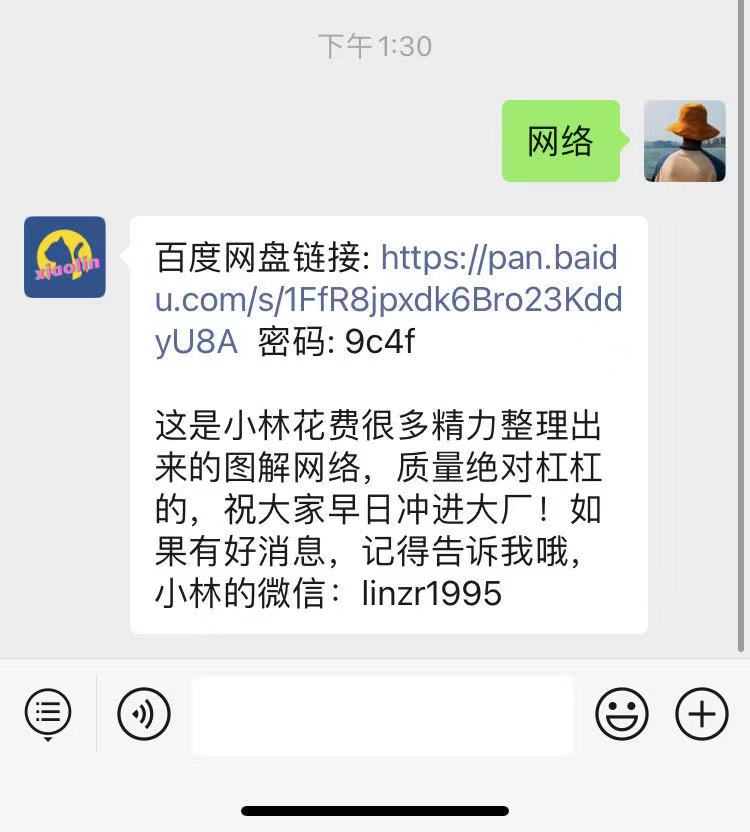 下午1:30
网络
xiaolin
百度网盘链接: https://pan.baid
u.com/s/1FfR8jpxdk6Bro23Kdd
yU8A 密码: 9c4f
这是小林花费很多精力整理出
来的图解网络，质量绝对杠杠
的，祝大家早日冲进大厂！如
果有好消息，记得告诉我哦，
小林的微信：linzr1995